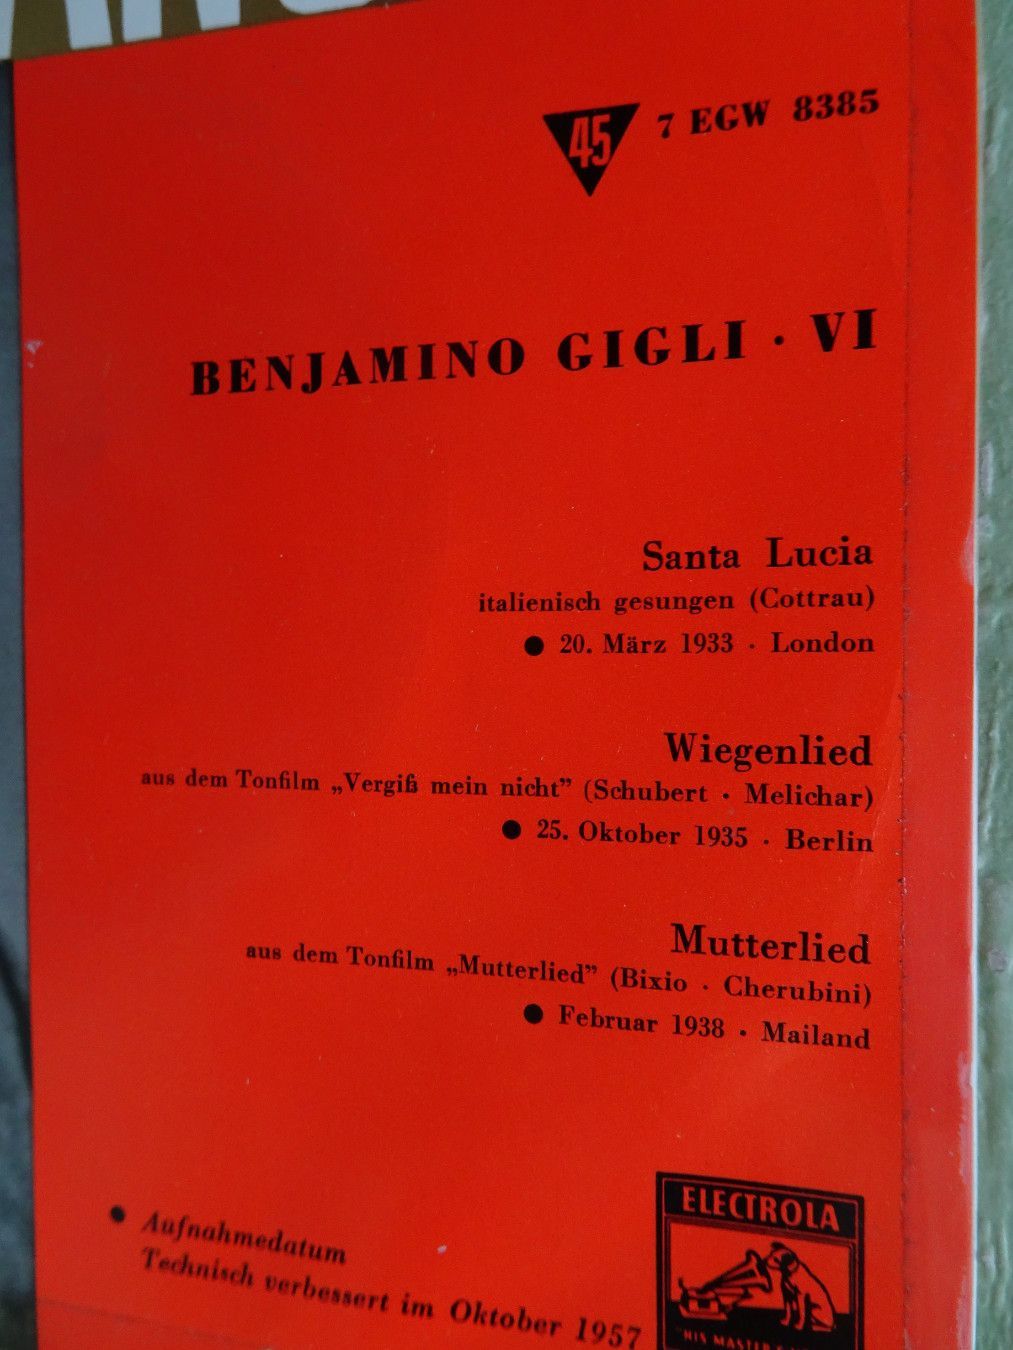 45 7 EGW 8385
BENJAMINO GIGLI · VI
Santa Lucia
italienisch gesungen (Cottrau)
● 20. März 1933 · London
Wiegenlied
aus dem Tonfilm „Vergiß mein nicht” (Schubert · Melichar)
● 25. Oktober 1935 · Berlin
Mutterlied
aus dem Tonfilm „Mutterlied” (Bixio · Cherubini)
● Februar 1938 · Mailand
● Aufnahmedatum
Technisch verbessert im Oktober 1957
ELECTROLA
"HIS MASTER'S